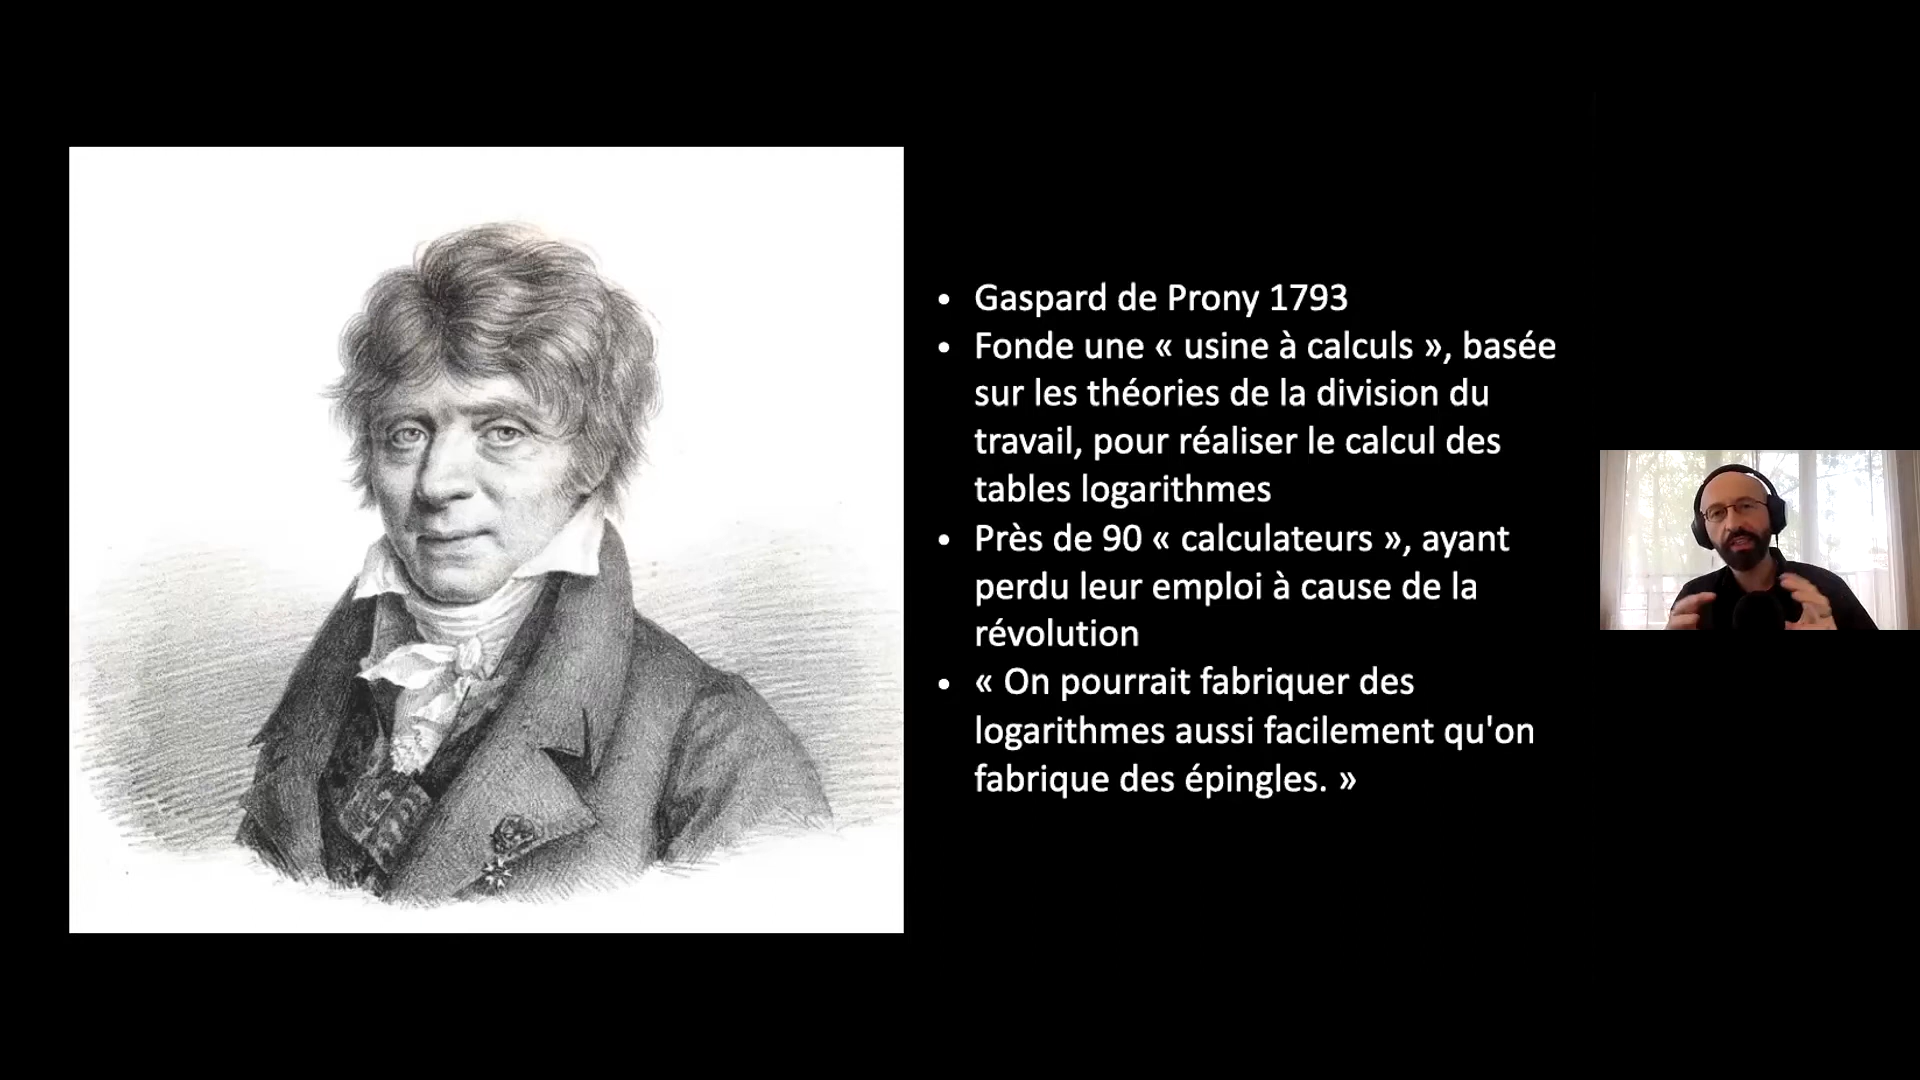 • Gaspard de Prony 1793
• Fonde une « usine à calculs », basée
sur les théories de la division du
travail, pour réaliser le calcul des
tables logarithmes
• Près de 90 « calculateurs », ayant
perdu leur emploi à cause de la
révolution
• « On pourrait fabriquer des
logarithmes aussi facilement qu'on
fabrique des épingles. »